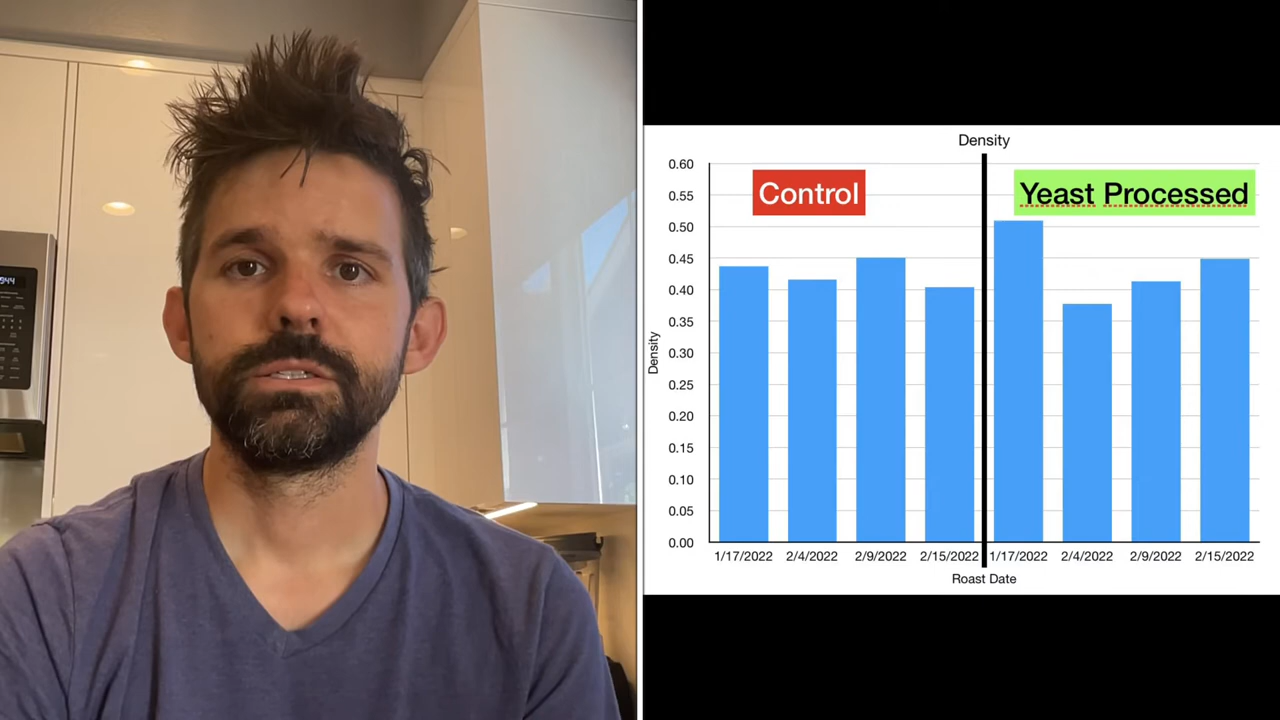 Density
Control
Yeast Processed
Density
0.60
0.55
0.50
0.45
0.40
0.35
0.30
0.25
0.20
0.15
0.10
0.05
0.00
1/17/2022 2/4/2022 2/9/2022 2/15/2022 1/17/2022 2/4/2022 2/9/2022 2/15/2022
Roast Date